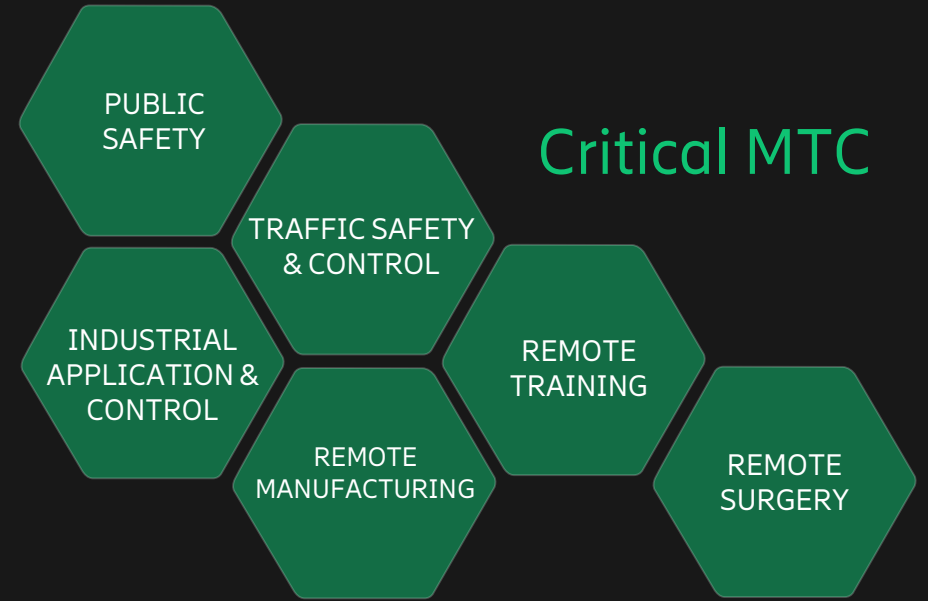 PUBLIC
SAFETY
Critical MTC
TRAFFIC SAFETY
& CONTROL
INDUSTRIAL
APPLICATION &
CONTROL
REMOTE
TRAINING
REMOTE
MANUFACTURING
REMOTE
SURGERY